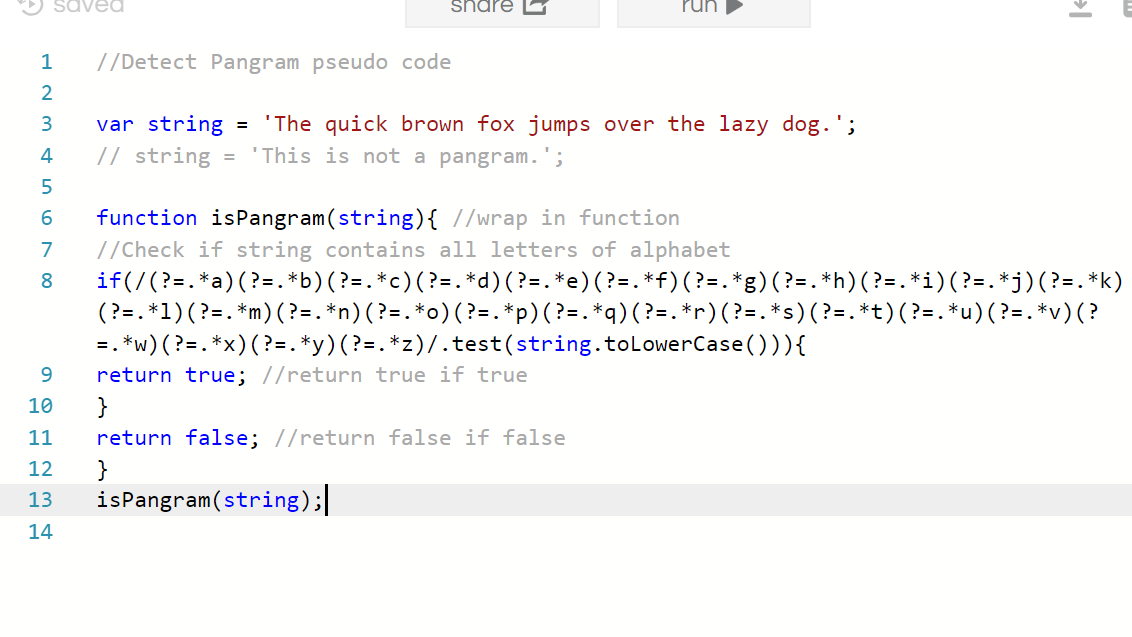 saved share run
1 //Detect Pangram pseudo code
2
3 var string = 'The quick brown fox jumps over the lazy dog.';
4 // string = 'This is not a pangram.';
5
6 function isPangram(string){ //wrap in function
7 //Check if string contains all letters of alphabet
8 if(/(?=.*a)(?=.*b)(?=.*c)(?=.*d)(?=.*e)(?=.*f)(?=.*g)(?=.*h)(?=.*i)(?=.*j)(?=.*k)
(?=.*l)(?=.*m)(?=.*n)(?=.*o)(?=.*p)(?=.*q)(?=.*r)(?=.*s)(?=.*t)(?=.*u)(?=.*v)(?
=.*w)(?=.*x)(?=.*y)(?=.*z)/.test(string.toLowerCase())){
9 return true; //return true if true
10 }
11 return false; //return false if false
12 }
13 isPangram(string);
14